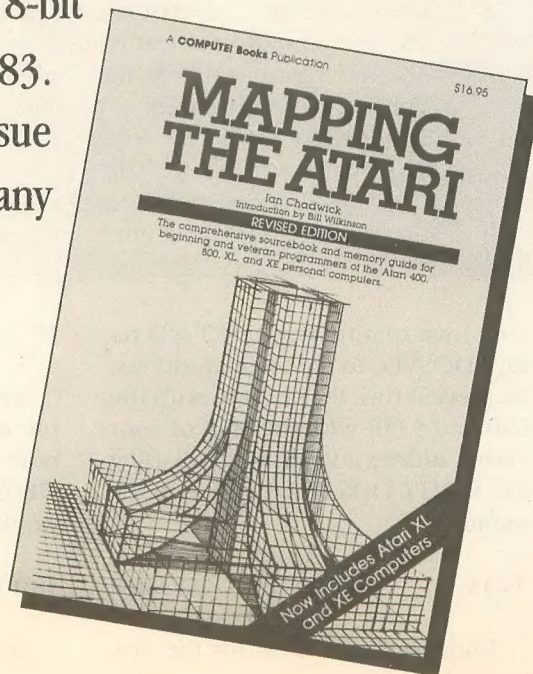 8-bit
83.
sue
any
A COMPUTE! Books Publication
$16.95
MAPPING
THE ATARI
Ian Chadwick
Introduction by Bill Wilkinson
REVISED EDITION
The comprehensive sourcebook and memory guide for
beginning and veteran programmers of the Atari 400,
800, XL, and XE personal computers.
Now Includes Atari XL
and XE Computers